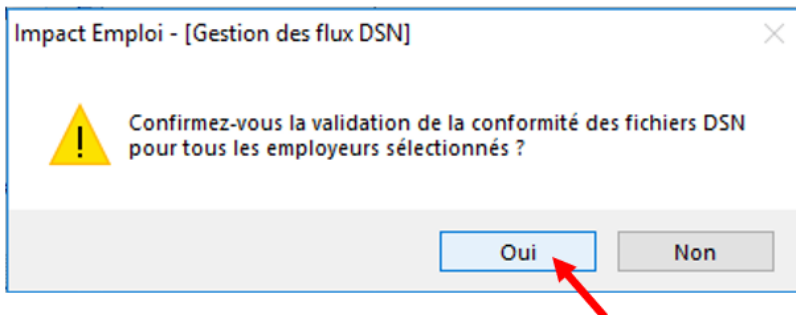 Impact Emploi - [Gestion des flux DSN]
Confirmez-vous la validation de la conformité des fichiers DSN
pour tous les employeurs sélectionnés ?
Oui
Non